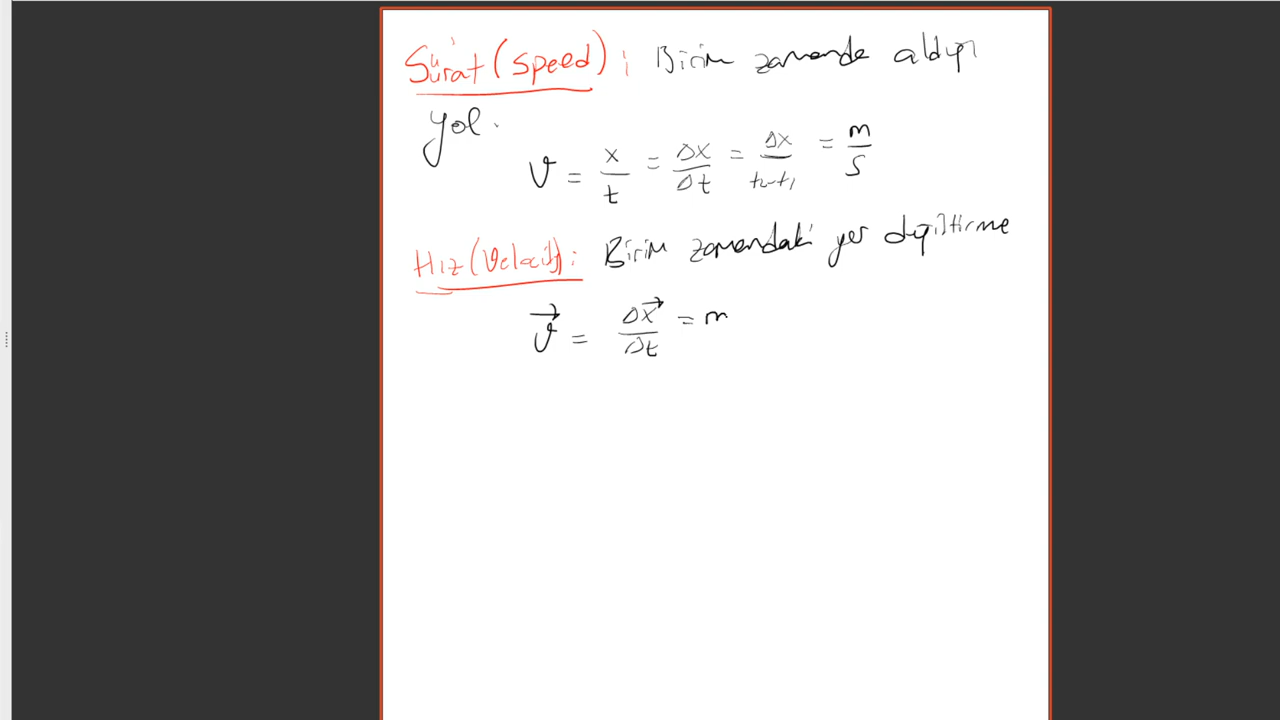 Sürat (Speed) : Birim zamanda aldığı
yol.
v = x/t = Δx/Δt = Δx/t₂-t₁ = m/s
Hız (Velocity) : Birim zamandaki yer değiştirme
v⃗ = Δx⃗/Δt = m